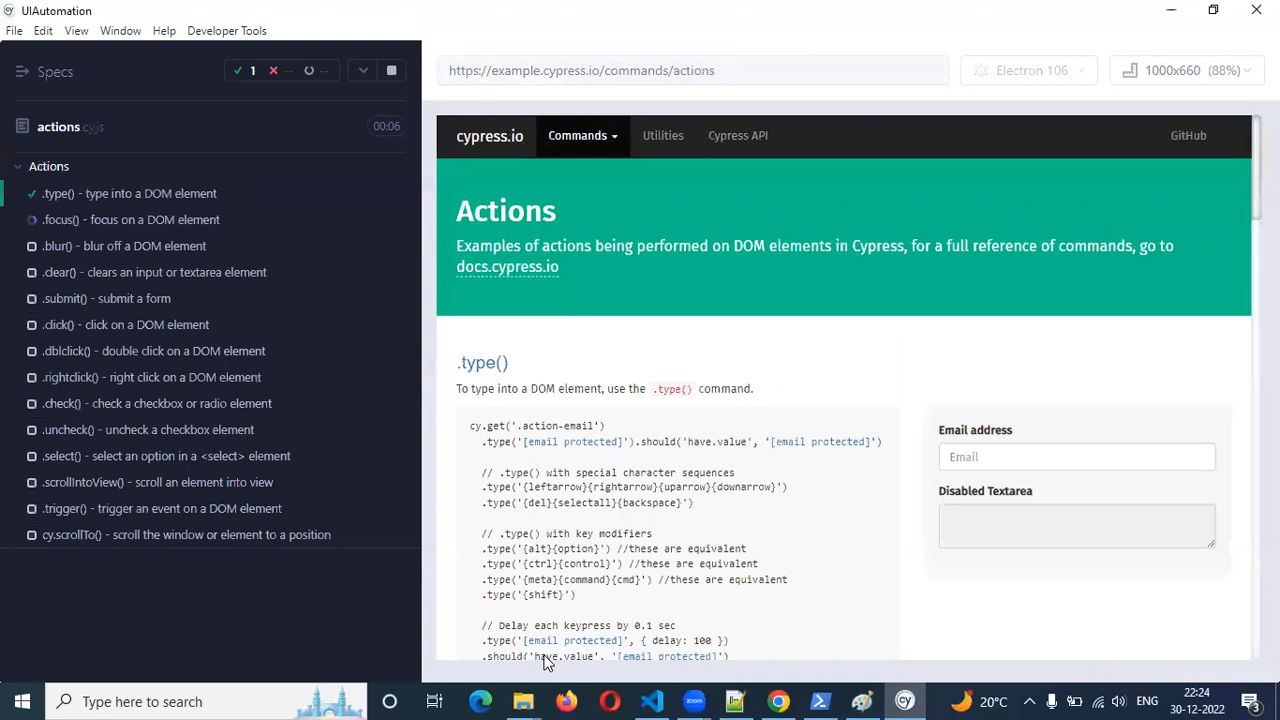 UIAutomation
File Edit View Window Help Developer Tools
Specs
1 -- --
https://example.cypress.io/commands/actions
Electron 106
1000x660 (88%)
actions.cy.js
00:06
Actions
.type() - type into a DOM element
.focus() - focus on a DOM element
.blur() - blur off a DOM element
.clear() - clears an input or textarea element
.submit() - submit a form
.click() - click on a DOM element
.dblclick() - double click on a DOM element
.rightclick() - right click on a DOM element
.check() - check a checkbox or radio element
.uncheck() - uncheck a checkbox element
.select() - select an option in a <select> element
.scrollIntoView() - scroll an element into view
.trigger() - trigger an event on a DOM element
cy.scrollTo() - scroll the window or element to a position
cypress.io Commands Utilities Cypress API GitHub
Actions
Examples of actions being performed on DOM elements in Cypress, for a full reference of commands, go to
docs.cypress.io
.type()
To type into a DOM element, use the .type() command.
cy.get('.action-email')
.type('[email protected]').should('have.value', '[email protected]')
// .type() with special character sequences
.type('{leftarrow}{rightarrow}{uparrow}{downarrow}')
.type('{del}{selectall}{backspace}')
// .type() with key modifiers
.type('{alt}{option}') //these are equivalent
.type('{ctrl}{control}') //these are equivalent
.type('{meta}{command}{cmd}') //these are equivalent
.type('{shift}')
// Delay each keypress by 0.1 sec
.type('[email protected]', { delay: 100 })
.should('have.value', '[email protected]')
Email address
Email
Disabled Textarea
Type here to search
20°C
ENG
22:24
30-12-2022
3